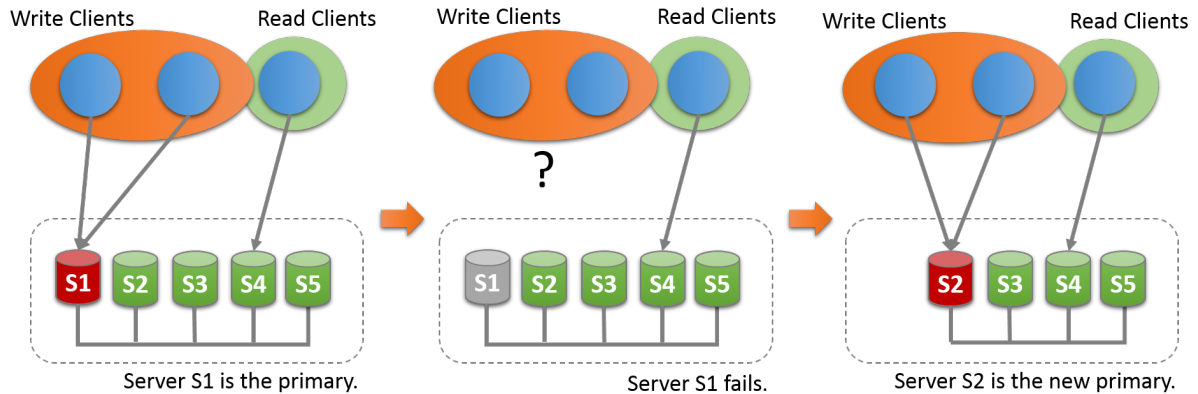 Write Clients
Read Clients
S1
S2
S3
S4
S5
Server S1 is the primary.
Write Clients
Read Clients
?
S1
S2
S3
S4
S5
Server S1 fails.
Write Clients
Read Clients
S2
S3
S4
S5
Server S2 is the new primary.